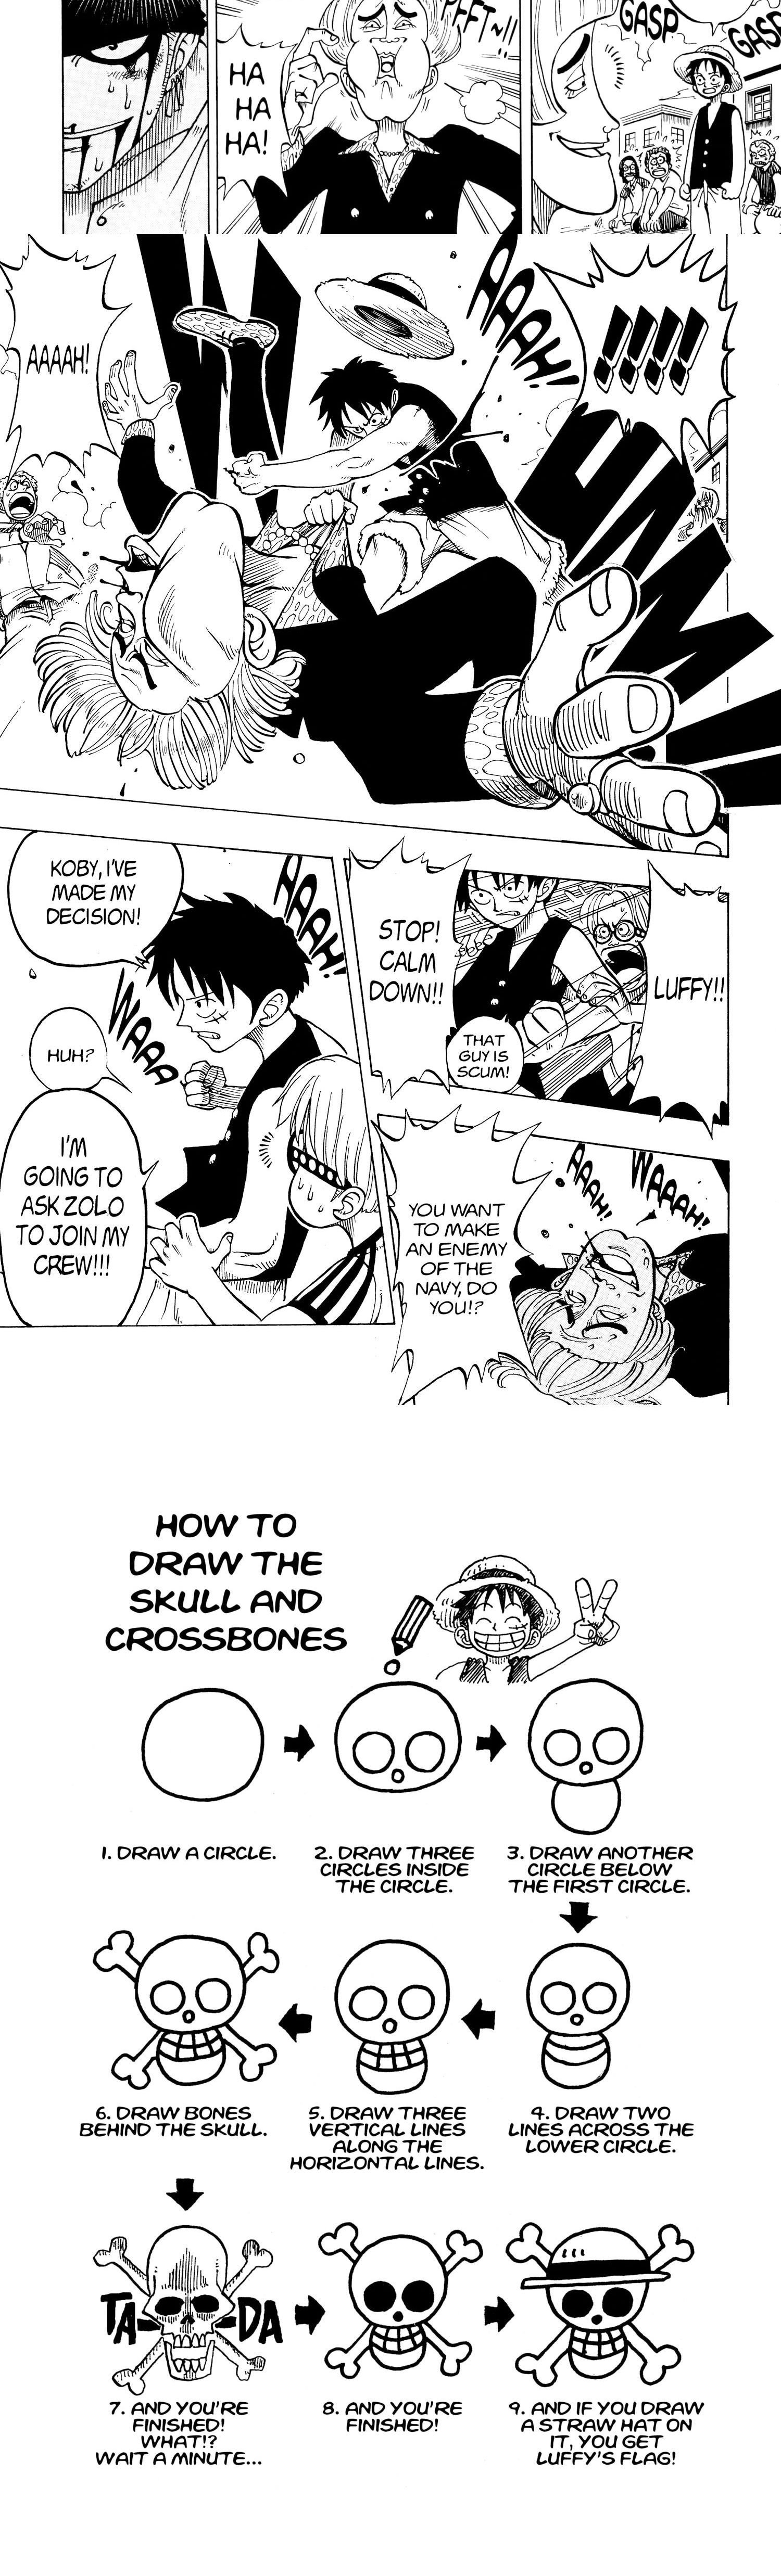 GASP
GASP
PFFT~!!
HA
HA
HA!
!!!!
AAAH!
WHAM!
AAAAH!
LUFFY!!
STOP!
CALM
DOWN!!
THAT
GUY IS
SCUM!
WAAAH!
AAAH!
YOU WANT
TO MAKE
AN ENEMY
OF THE
NAVY, DO
YOU!?
HAAH!
KOBY, I'VE
MADE MY
DECISION!
WAAA
HUH?
I'M
GOING TO
ASK ZOLO
TO JOIN MY
CREW!!!
HOW TO
DRAW THE
SKULL AND
CROSSBONES
1. DRAW A CIRCLE.
2. DRAW THREE
CIRCLES INSIDE
THE CIRCLE.
3. DRAW ANOTHER
CIRCLE BELOW
THE FIRST CIRCLE.
4. DRAW TWO
LINES ACROSS THE
LOWER CIRCLE.
5. DRAW THREE
VERTICAL LINES
ALONG THE
HORIZONTAL LINES.
6. DRAW BONES
BEHIND THE SKULL.
TA-DA
7. AND YOU'RE
FINISHED!
WHAT!?
WAIT A MINUTE...
8. AND YOU'RE
FINISHED!
9. AND IF YOU DRAW
A STRAW HAT ON
IT, YOU GET
LUFFY'S FLAG!